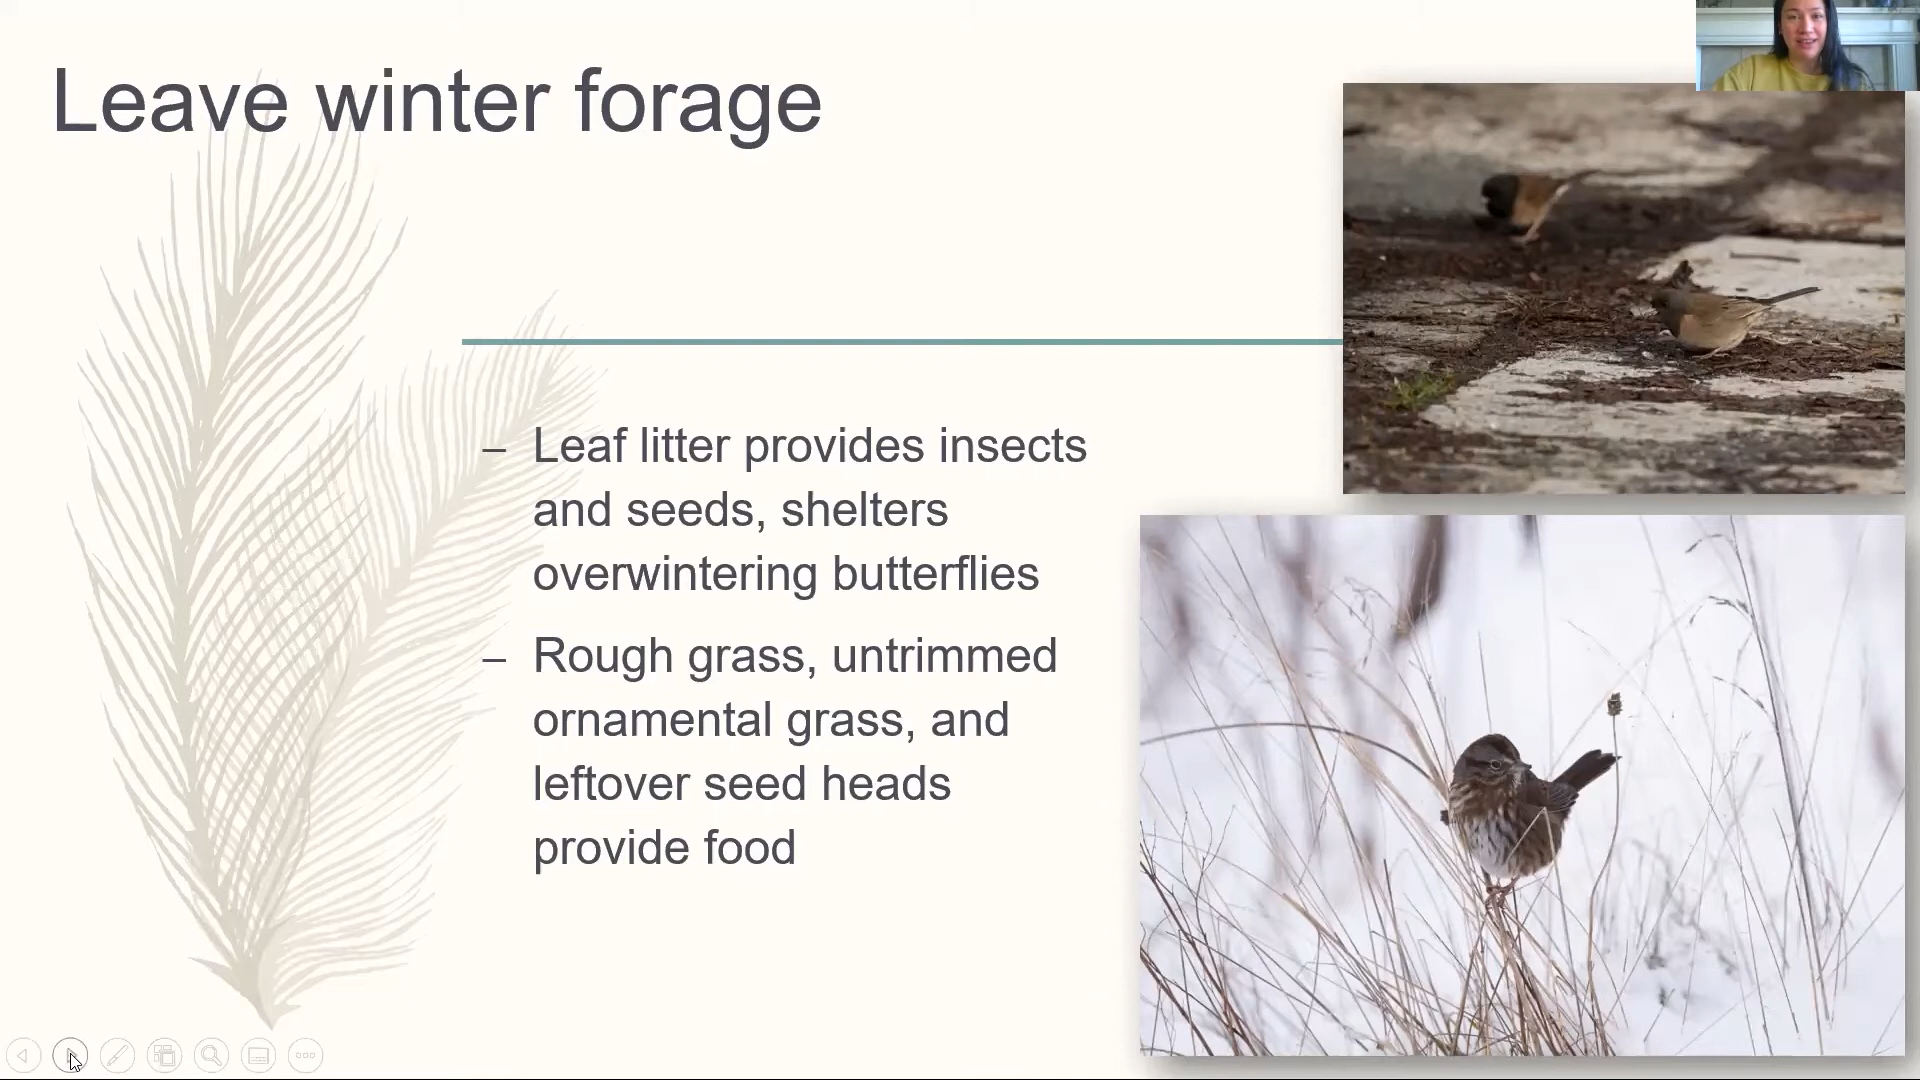 Leave winter forage
– Leaf litter provides insects
and seeds, shelters
overwintering butterflies
– Rough grass, untrimmed
ornamental grass, and
leftover seed heads
provide food